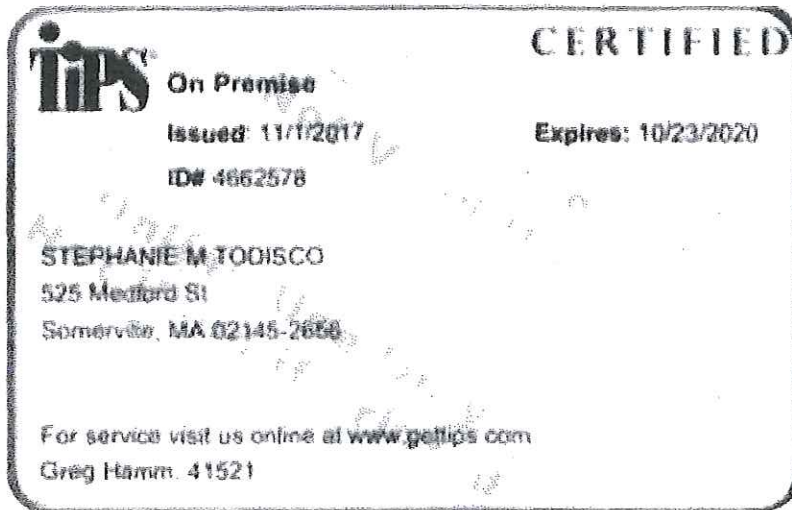 CERTIFIED
TiPS On Premise
Issued: 11/1/2017 Expires: 10/23/2020
ID# 4662578
STEPHANIE M TODISCO
525 Medford St
Somerville, MA 02145-
For service visit us online at www.gettips.com
Greg Hamm. 41521